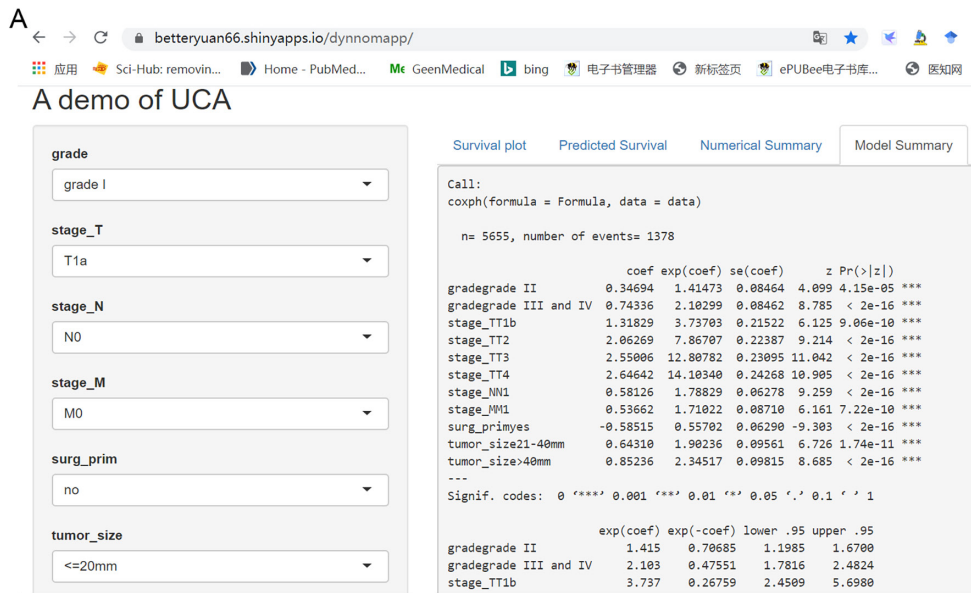 A
betteryuan66.shinyapps.io/dynnomapp/
应用 Sci-Hub: removin... Home - PubMed... Me GeenMedical bing 电子书管理器 新标签页 ePUBee电子书库... 医知网
A demo of UCA
grade
grade I
stage_T
T1a
stage_N
N0
stage_M
M0
surg_prim
no
tumor_size
<=20mm
Survival plot Predicted Survival Numerical Summary Model Summary
Call:
coxph(formula = Formula, data = data)
n= 5655, number of events= 1378
coef exp(coef) se(coef) z Pr(>|z|)
gradegrade II 0.34694 1.41473 0.08464 4.099 4.15e-05 ***
gradegrade III and IV 0.74336 2.10299 0.08462 8.785 < 2e-16 ***
stage_TT1b 1.31829 3.73703 0.21522 6.125 9.06e-10 ***
stage_TT2 2.06269 7.86707 0.22387 9.214 < 2e-16 ***
stage_TT3 2.55006 12.80782 0.23095 11.042 < 2e-16 ***
stage_TT4 2.64642 14.10340 0.24268 10.905 < 2e-16 ***
stage_NN1 0.58126 1.78829 0.06278 9.259 < 2e-16 ***
stage_MM1 0.53662 1.71022 0.08710 6.161 7.22e-10 ***
surg_primyes -0.58515 0.55702 0.06290 -9.303 < 2e-16 ***
tumor_size21-40mm 0.64310 1.90236 0.09561 6.726 1.74e-11 ***
tumor_size>40mm 0.85236 2.34517 0.09815 8.685 < 2e-16 ***
---
Signif. codes: 0 ‘***’ 0.001 ‘**’ 0.01 ‘*’ 0.05 ‘.’ 0.1 ‘ ’ 1
exp(coef) exp(-coef) lower .95 upper .95
gradegrade II 1.415 0.70685 1.1985 1.6700
gradegrade III and IV 2.103 0.47551 1.7816 2.4824
stage_TT1b 3.737 0.26759 2.4509 5.6980